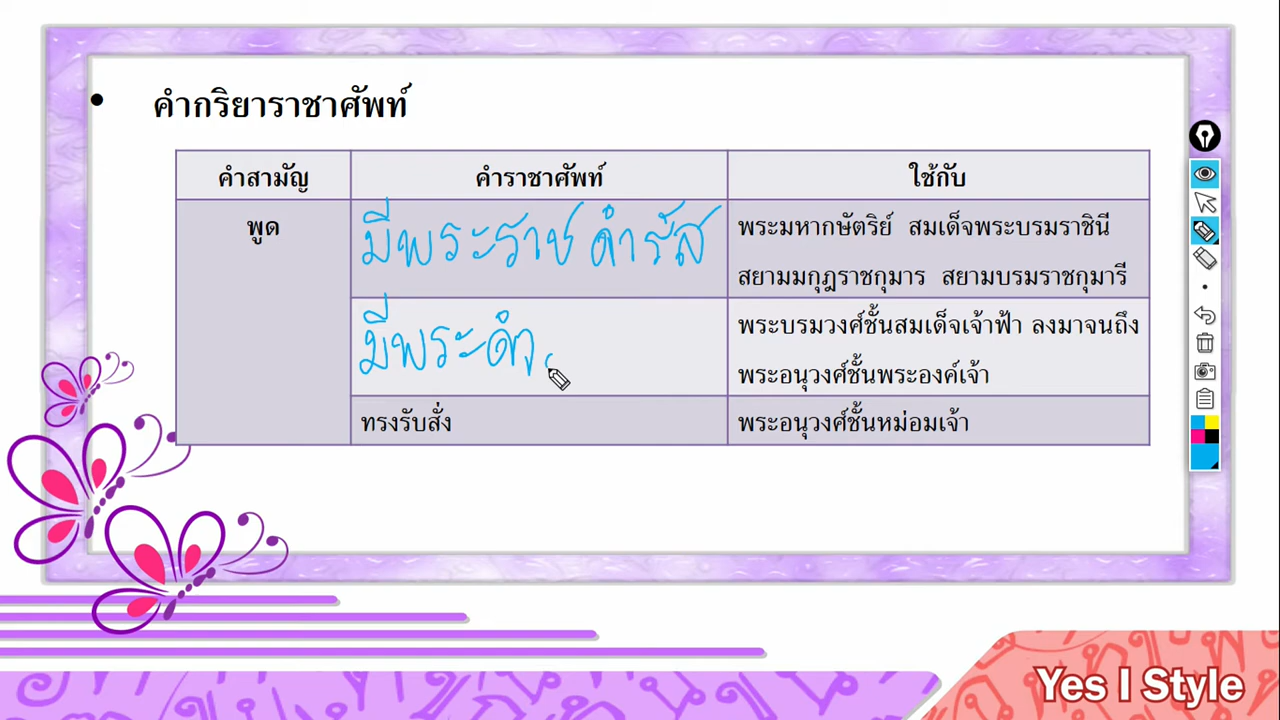 • คำกริยาราชาศัพท์
คำสามัญ คำราชาศัพท์ ใช้กับ
พูด มีพระราชดำรัส พระมหากษัตริย์ สมเด็จพระบรมราชินี
สยามมกุฎราชกุมาร สยามบรมราชกุมารี
มีพระดำ พระบรมวงศ์ชั้นสมเด็จเจ้าฟ้า ลงมาจนถึง
พระอนุวงศ์ชั้นพระองค์เจ้า
ทรงรับสั่ง พระอนุวงศ์ชั้นหม่อมเจ้า
Yes I Style